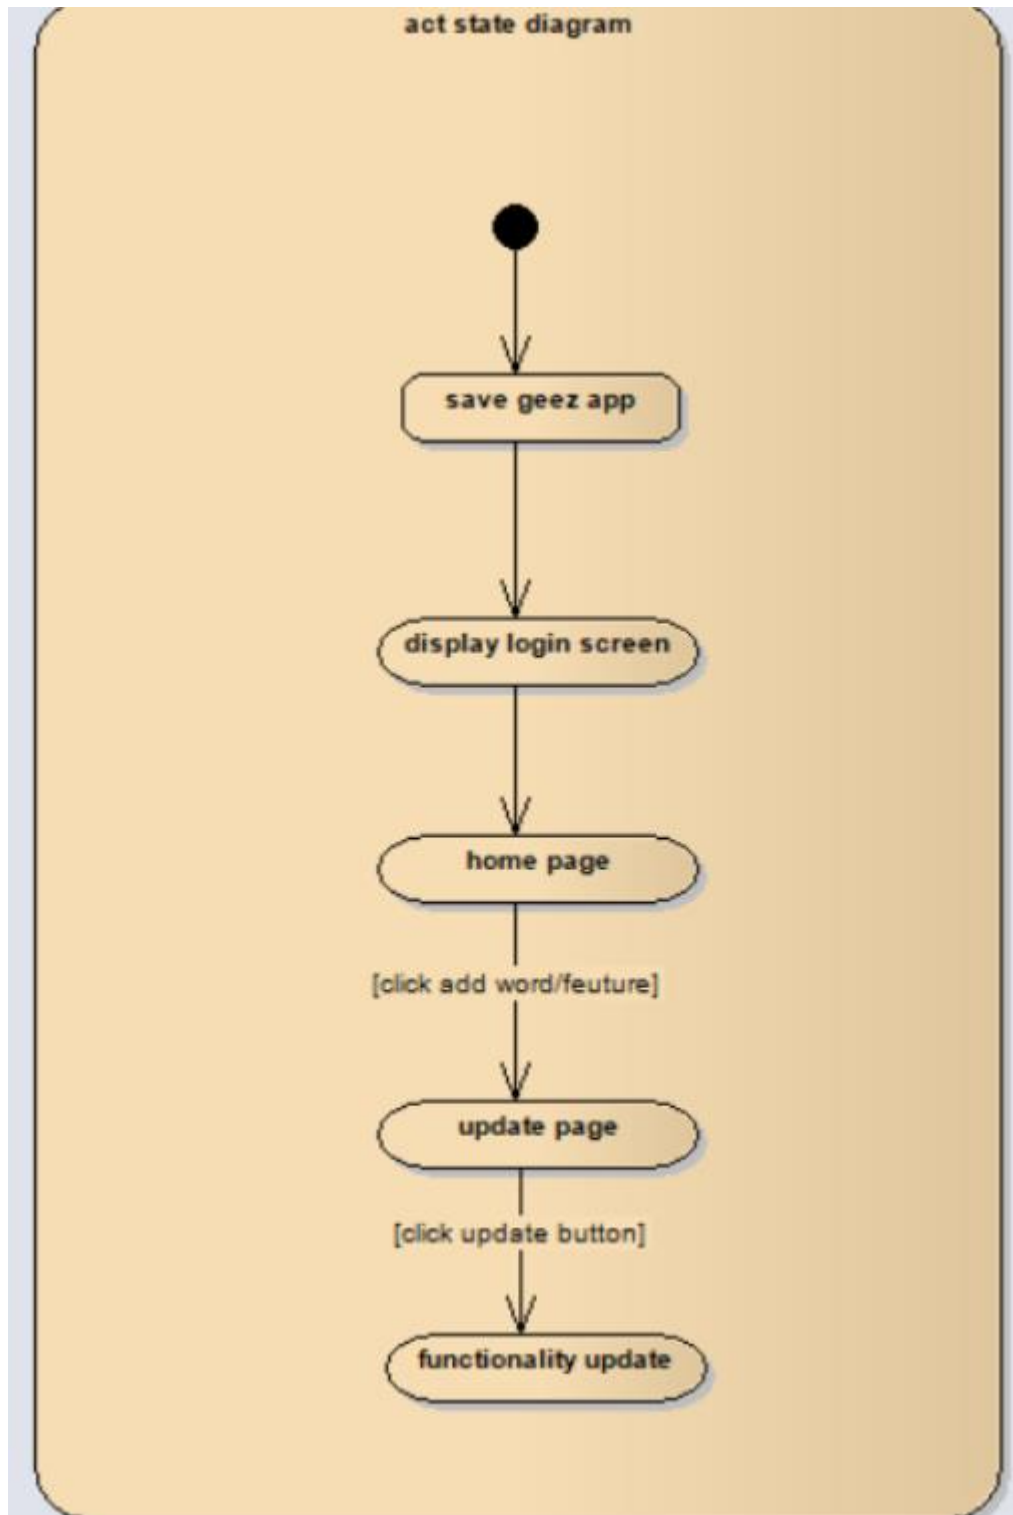 act state diagram
save geez app
display login screen
home page
[click add word/feuture]
update page
[click update button]
functionality update